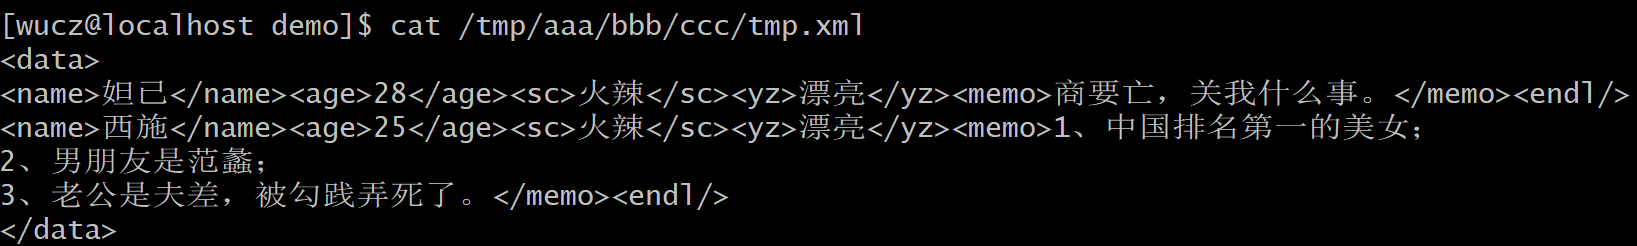 [wucz@localhost demo]$ cat /tmp/aaa/bbb/ccc/tmp.xml
<data>
<name>妲已</name><age>28</age><sc>火辣</sc><yz>漂亮</yz><memo>商要亡，关我什么事。</memo><endl/>
<name>西施</name><age>25</age><sc>火辣</sc><yz>漂亮</yz><memo>1、中国排名第一的美女；
2、男朋友是范蠡；
3、老公是夫差，被勾践弄死了。</memo><endl/>
</data>